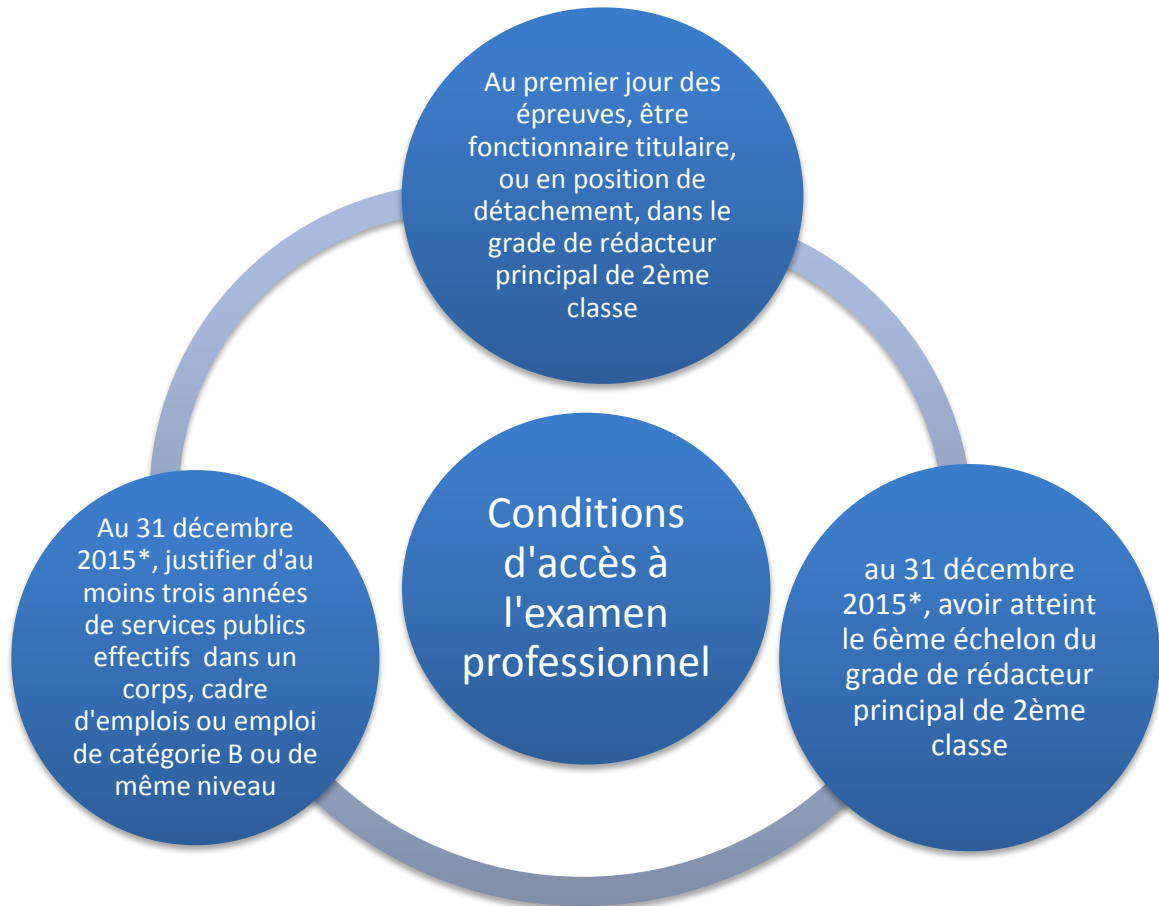 Au premier jour des
épreuves, être
fonctionnaire titulaire,
ou en position de
détachement, dans le
grade de rédacteur
principal de 2ème
classe
Conditions
d'accès à
l'examen
professionnel
Au 31 décembre
2015*, justifier d'au
moins trois années
de services publics
effectifs dans un
corps, cadre
d'emplois ou emploi
de catégorie B ou de
même niveau
au 31 décembre
2015*, avoir atteint
le 6ème échelon du
grade de rédacteur
principal de 2ème
classe